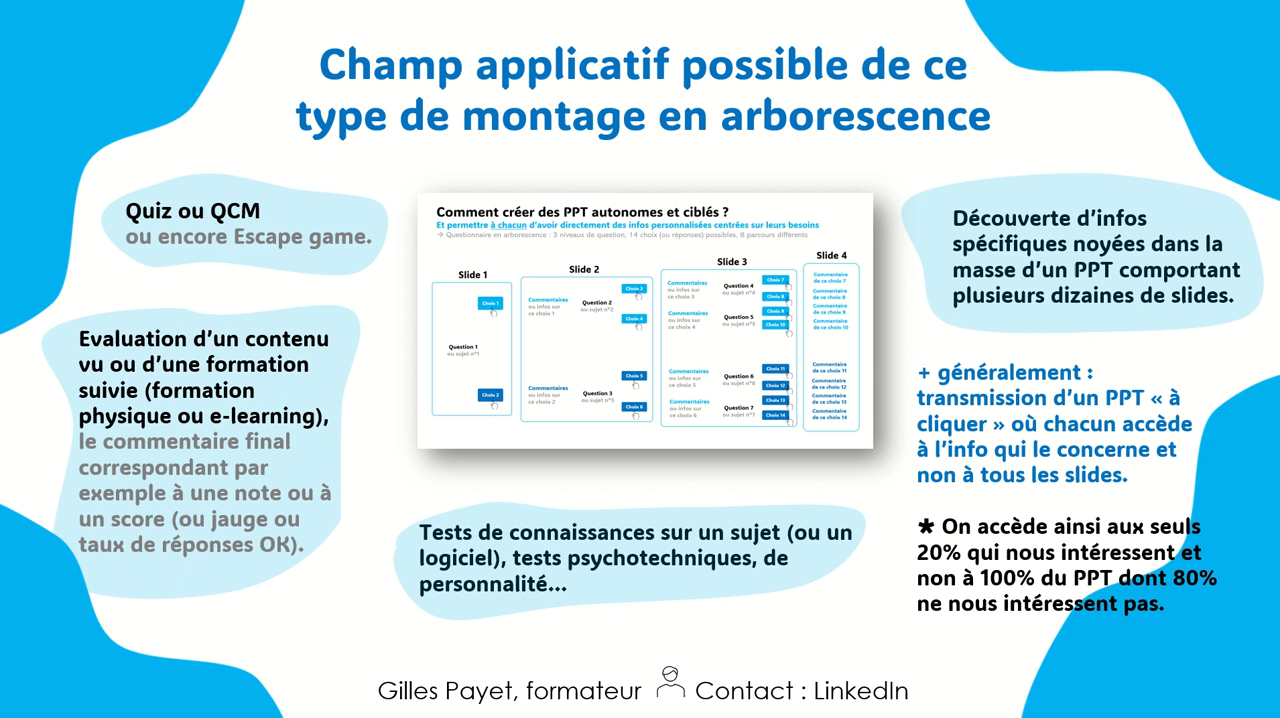 Champ applicatif possible de ce
type de montage en arborescence
Quiz ou QCM
ou encore Escape game.
Evaluation d’un contenu
vu ou d’une formation
suivie (formation
physique ou e-learning),
le commentaire final
correspondant par
exemple à une note ou à
un score (ou jauge ou
taux de réponses OK).
Comment créer des PPT autonomes et ciblés ?
Et permettre à chacun d’avoir directement des infos personnalisées centrées sur leurs besoins
→ Questionnaire en arborescence : 3 niveaux de question, 14 choix (ou réponses) possibles, 8 parcours différents
Slide 1
Choix 1
Question 1
ou sujet n°1
Choix 2
Slide 2
Commentaires
ou infos sur
ce choix 1
Question 2
ou sujet n°2
Choix 3
Choix 4
Commentaires
ou infos sur
ce choix 2
Question 3
ou sujet n°3
Choix 5
Choix 6
Slide 3
Commentaires
ou infos sur
ce choix 3
Question 4
ou sujet n°4
Choix 7
Choix 8
Commentaires
ou infos sur
ce choix 4
Question 5
ou sujet n°5
Choix 9
Choix 10
Commentaires
ou infos sur
ce choix 5
Question 6
ou sujet n°6
Choix 11
Choix 12
Commentaires
ou infos sur
ce choix 6
Question 7
ou sujet n°7
Choix 13
Choix 14
Slide 4
Commentaire
de ce choix 7
Commentaire
de ce choix 8
Commentaire
de ce choix 9
Commentaire
de ce choix 10
Commentaire
de ce choix 11
Commentaire
de ce choix 12
Commentaire
de ce choix 13
Commentaire
de ce choix 14
Tests de connaissances sur un sujet (ou un
logiciel), tests psychotechniques, de
personnalité...
Découverte d’infos
spécifiques noyées dans la
masse d’un PPT comportant
plusieurs dizaines de slides.
+ généralement :
transmission d’un PPT « à
cliquer » où chacun accède
à l’info qui le concerne et
non à tous les slides.
★ On accède ainsi aux seuls
20% qui nous intéressent et
non à 100% du PPT dont 80%
ne nous intéressent pas.
Gilles Payet, formateur Contact : LinkedIn